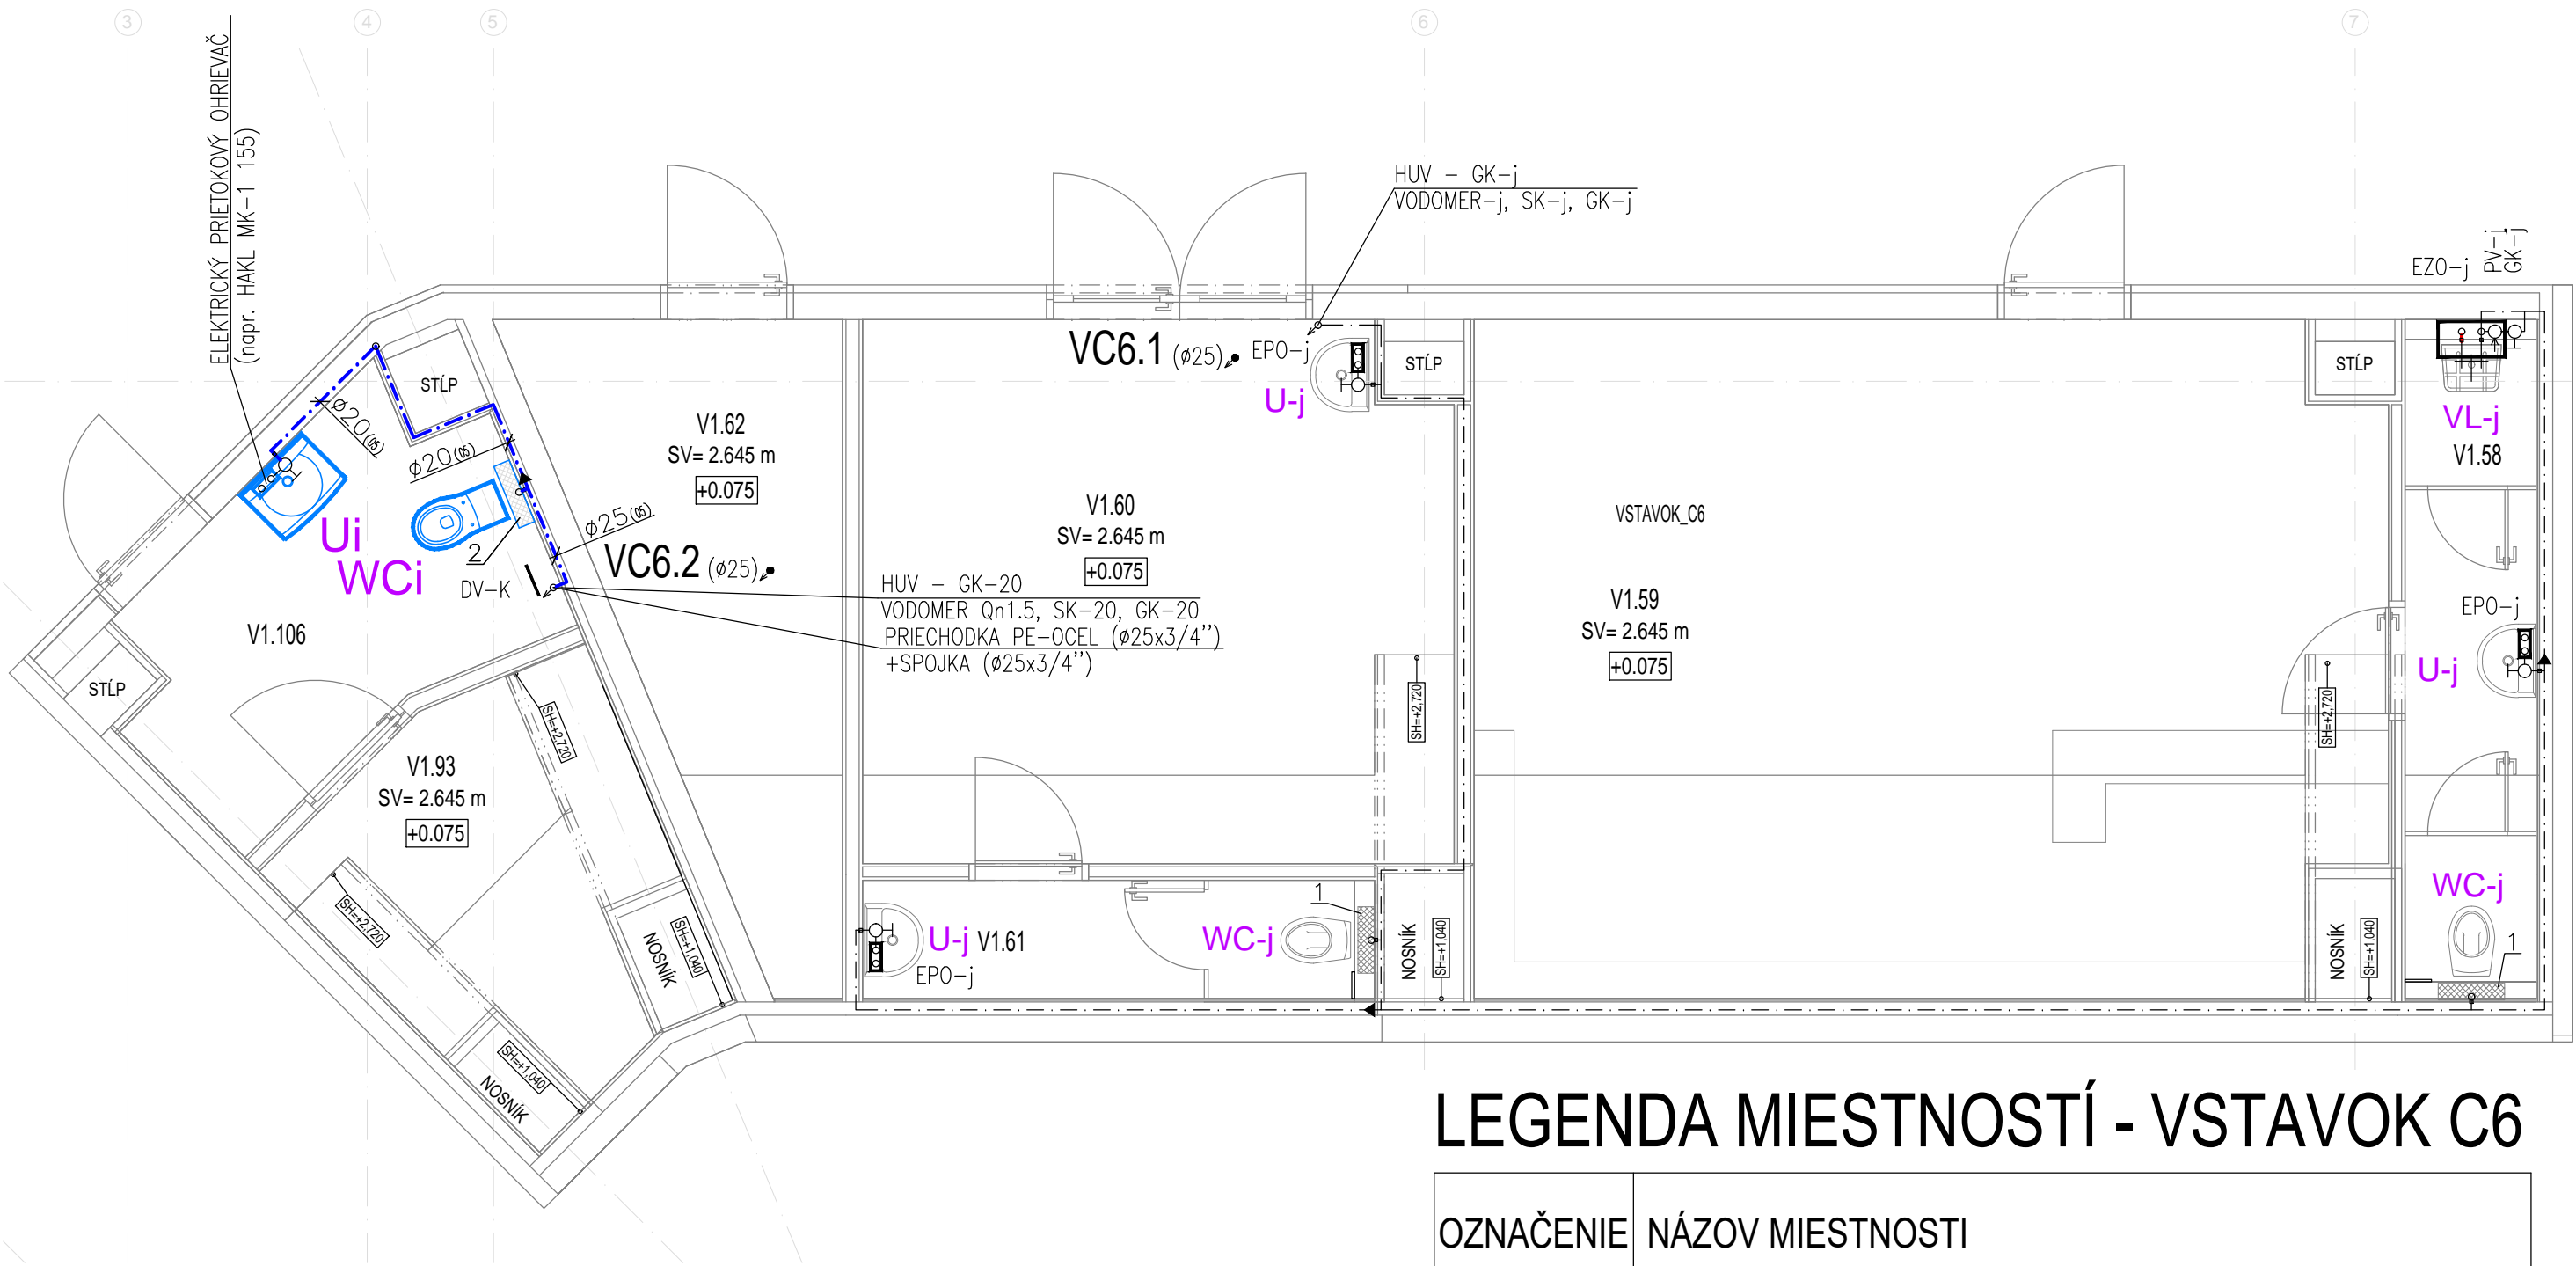 3
4
5
6
7
ELEKTRICKÝ PRIETOKOVÝ OHRIEVAČ
(napr. HAKL MK-1 155)
HUV - GK-j
VODOMER-j, SK-j, GK-j
EZO-j
PV-j
GK-j
STĹP
ø20(05)
ø20(05)
VC6.1 (ø25)
EPO-j
U-j
STĹP
STĹP
VL-j
V1.58
V1.62
SV= 2.645 m
+0.075
Ui
WCi
2
DV-K
ø25(05)
VC6.2 (ø25)
V1.60
SV= 2.645 m
+0.075
VSTAVOK_C6
HUV - GK-20
VODOMER Qn1.5, SK-20, GK-20
PRIECHODKA PE-OCEL (ø25x3/4'')
+SPOJKA (ø25x3/4'')
V1.59
SV= 2.645 m
+0.075
EPO-j
U-j
V1.106
STĹP
SH=+2,720
SH=+2,720
SH=+2,720
V1.93
SV= 2.645 m
+0.075
SH=+2,720
NOSNÍK
SH=+1,040
U-j V1.61
EPO-j
WC-j
1
NOSNÍK
SH=+1,040
NOSNÍK
SH=+1,040
WC-j
1
SH=+1,040
NOSNÍK
LEGENDA MIESTNOSTÍ - VSTAVOK C6
OZNAČENIE NÁZOV MIESTNOSTI